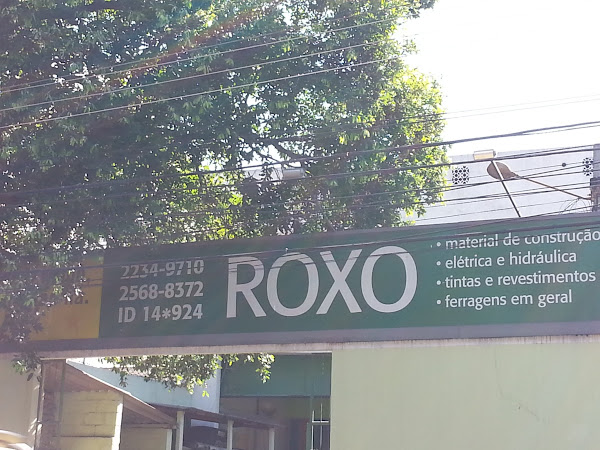 2234-9710
2568-8372
ID 14*924
ROXO
• material de construção
• elétrica e hidráulica
• tintas e revestimentos
• ferragens em geral